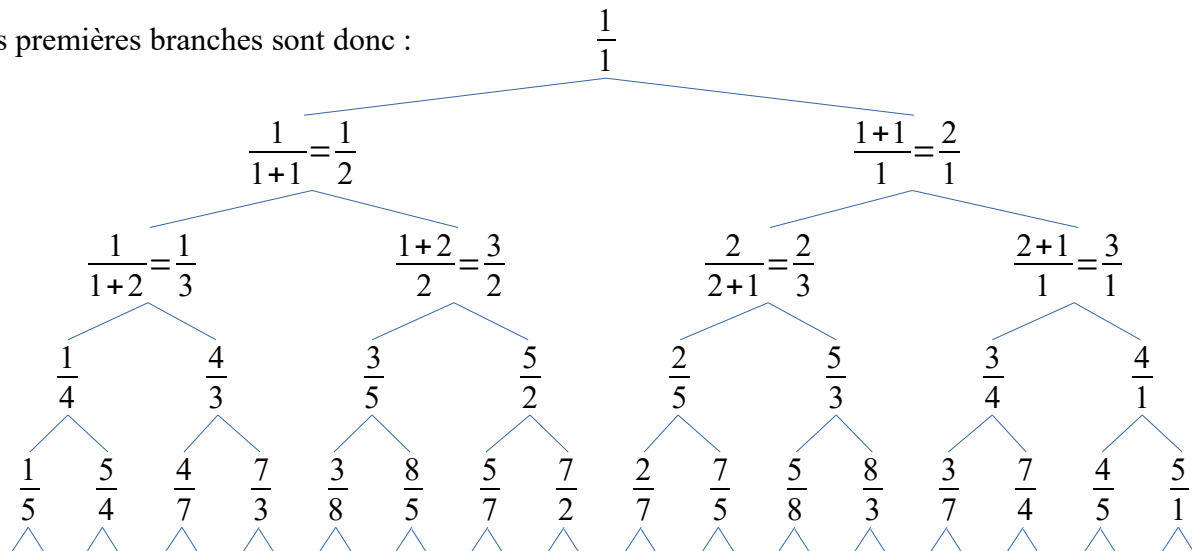 s premières branches sont donc : 1/1
1/(1+1)=1/2 (1+1)/1=2/1
1/(1+2)=1/3 (1+2)/2=3/2 2/(2+1)=2/3 (2+1)/1=3/1
1/4 4/3 3/5 5/2 2/5 5/3 3/4 4/1
1/5 5/4 4/7 7/3 3/8 8/5 5/7 7/2 2/7 7/5 5/8 8/3 3/7 7/4 4/5 5/1